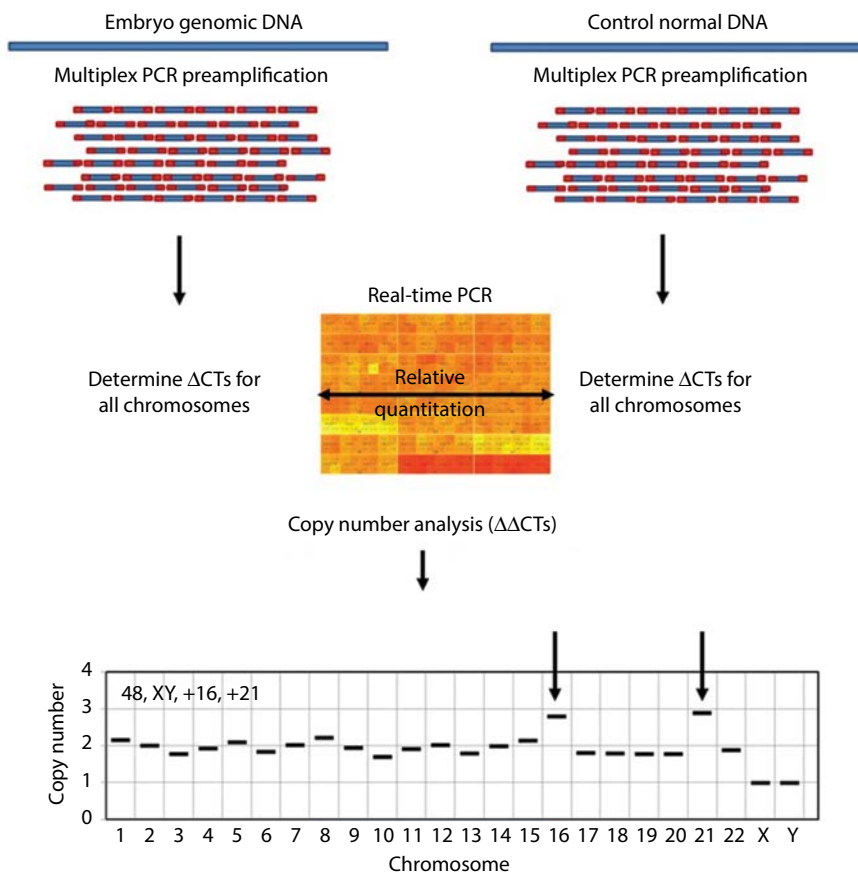 Embryo genomic DNA
Control normal DNA
Multiplex PCR preamplification
Multiplex PCR preamplification
Real-time PCR
Determine ΔCTs for
all chromosomes
Relative
quantitation
Determine ΔCTs for
all chromosomes
Copy number analysis (ΔΔCTs)
48, XY, +16, +21
Copy number
4
3
2
1
0
1 2 3 4 5 6 7 8 9 10 11 12 13 14 15 16 17 18 19 20 21 22 X Y
Chromosome